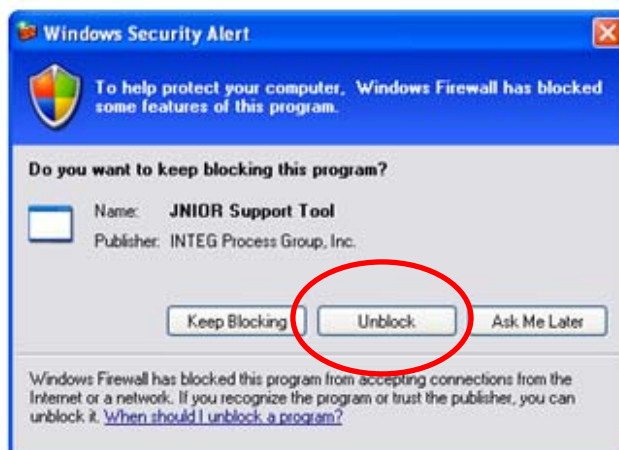 Windows Security Alert
To help protect your computer, Windows Firewall has blocked
some features of this program.
Do you want to keep blocking this program?
Name: JNIOR Support Tool
Publisher: INTEG Process Group, Inc.
Keep Blocking Unblock Ask Me Later
Windows Firewall has blocked this program from accepting connections from the
Internet or a network. If you recognize the program or trust the publisher, you can
unblock it. When should I unblock a program?